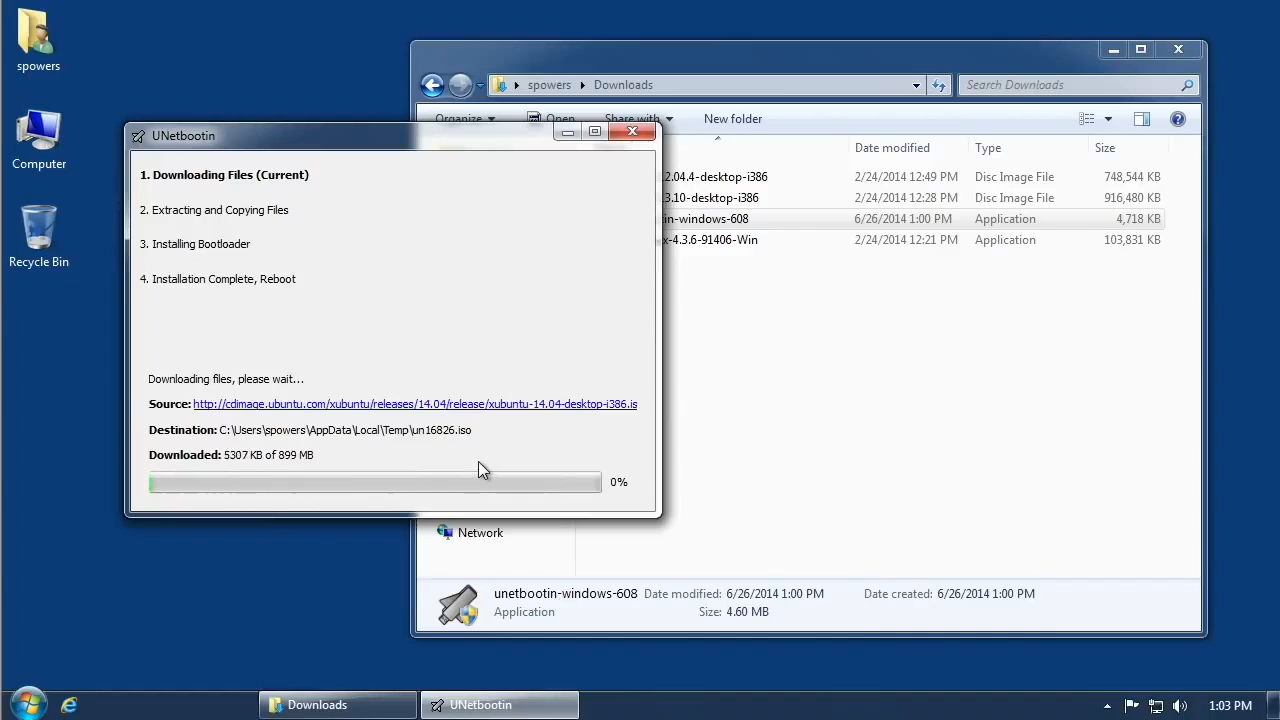 spowers
Computer
Recycle Bin
spowers Downloads
Search Downloads
Organize Open Share with New folder
Date modified Type Size
2.04.4-desktop-i386 2/24/2014 12:49 PM Disc Image File 748,544 KB
3.10-desktop-i386 2/24/2014 12:28 PM Disc Image File 916,480 KB
in-windows-608 6/26/2014 1:00 PM Application 4,718 KB
x-4.3.6-91406-Win 2/24/2014 12:21 PM Application 103,831 KB
UNetbootin
1. Downloading Files (Current)
2. Extracting and Copying Files
3. Installing Bootloader
4. Installation Complete, Reboot
Downloading files, please wait...
Source: http://cdimage.ubuntu.com/xubuntu/releases/14.04/release/xubuntu-14.04-desktop-i386.is
Destination: C:\Users\spowers\AppData\Local\Temp\un16826.iso
Downloaded: 5307 KB of 899 MB
0%
Network
unetbootin-windows-608 Date modified: 6/26/2014 1:00 PM Date created: 6/26/2014 1:00 PM
Application Size: 4.60 MB
Downloads
UNetbootin
1:03 PM